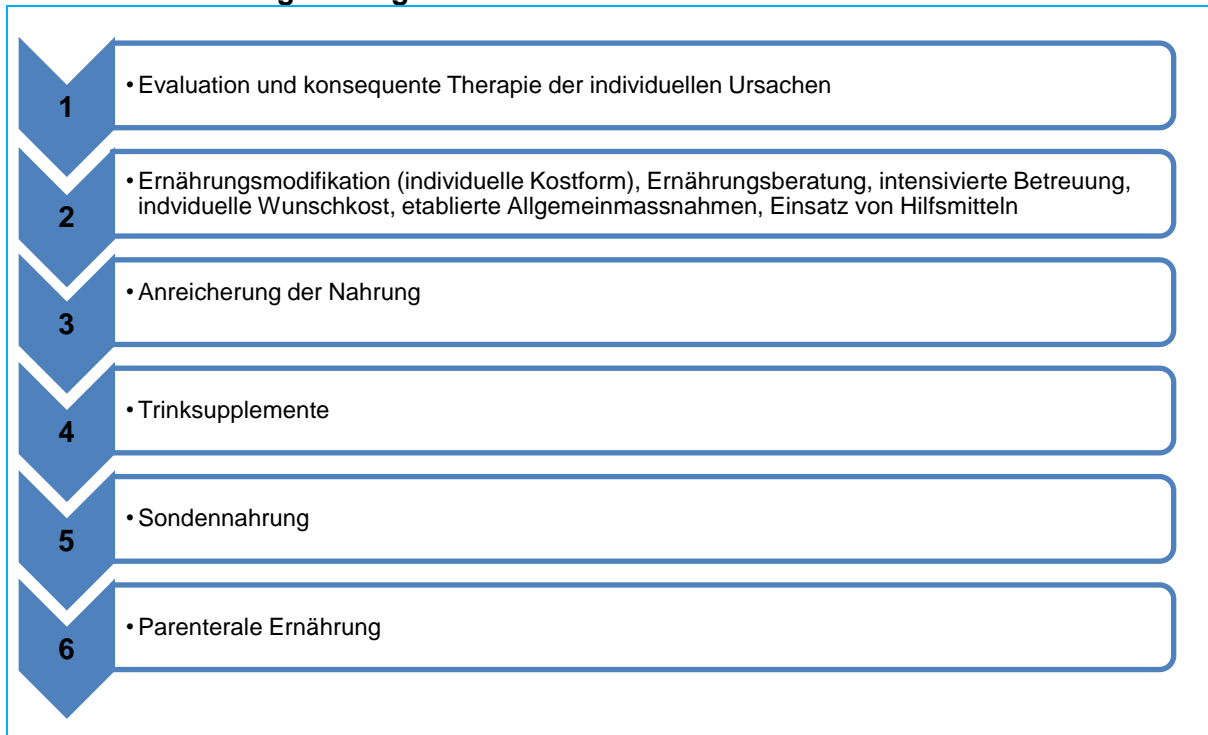 1
• Evaluation und konsequente Therapie der individuellen Ursachen
2
• Ernährungsmodifikation (individuelle Kostform), Ernährungsberatung, intensivierte Betreuung,
indviduelle Wunschkost, etablierte Allgemeinmassnahmen, Einsatz von Hilfsmitteln
3
• Anreicherung der Nahrung
4
• Trinksupplemente
5
• Sondennahrung
6
• Parenterale Ernährung